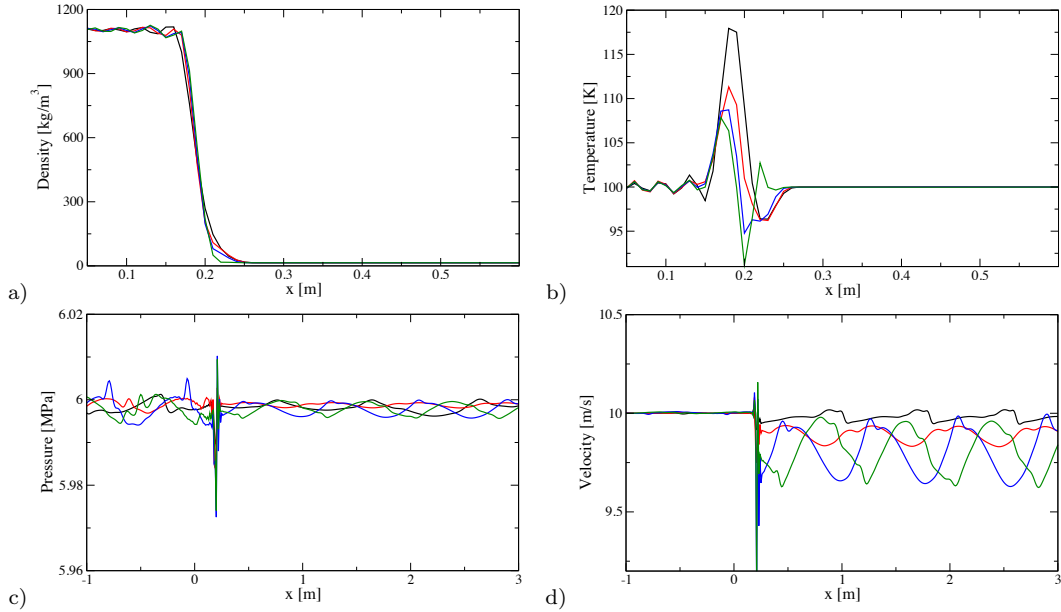 1200
900
600
300
0
Density [kg/m³]
0.1 0.2 0.3 0.4 0.5
x [m]
a)
120
115
110
105
100
95
Temperature [K]
0.1 0.2 0.3 0.4 0.5
x [m]
b)
6.02
6
5.98
5.96
Pressure [MPa]
-1 0 1 2 3
x [m]
c)
10.5
10
9.5
Velocity [m/s]
-1 0 1 2 3
x [m]
d)